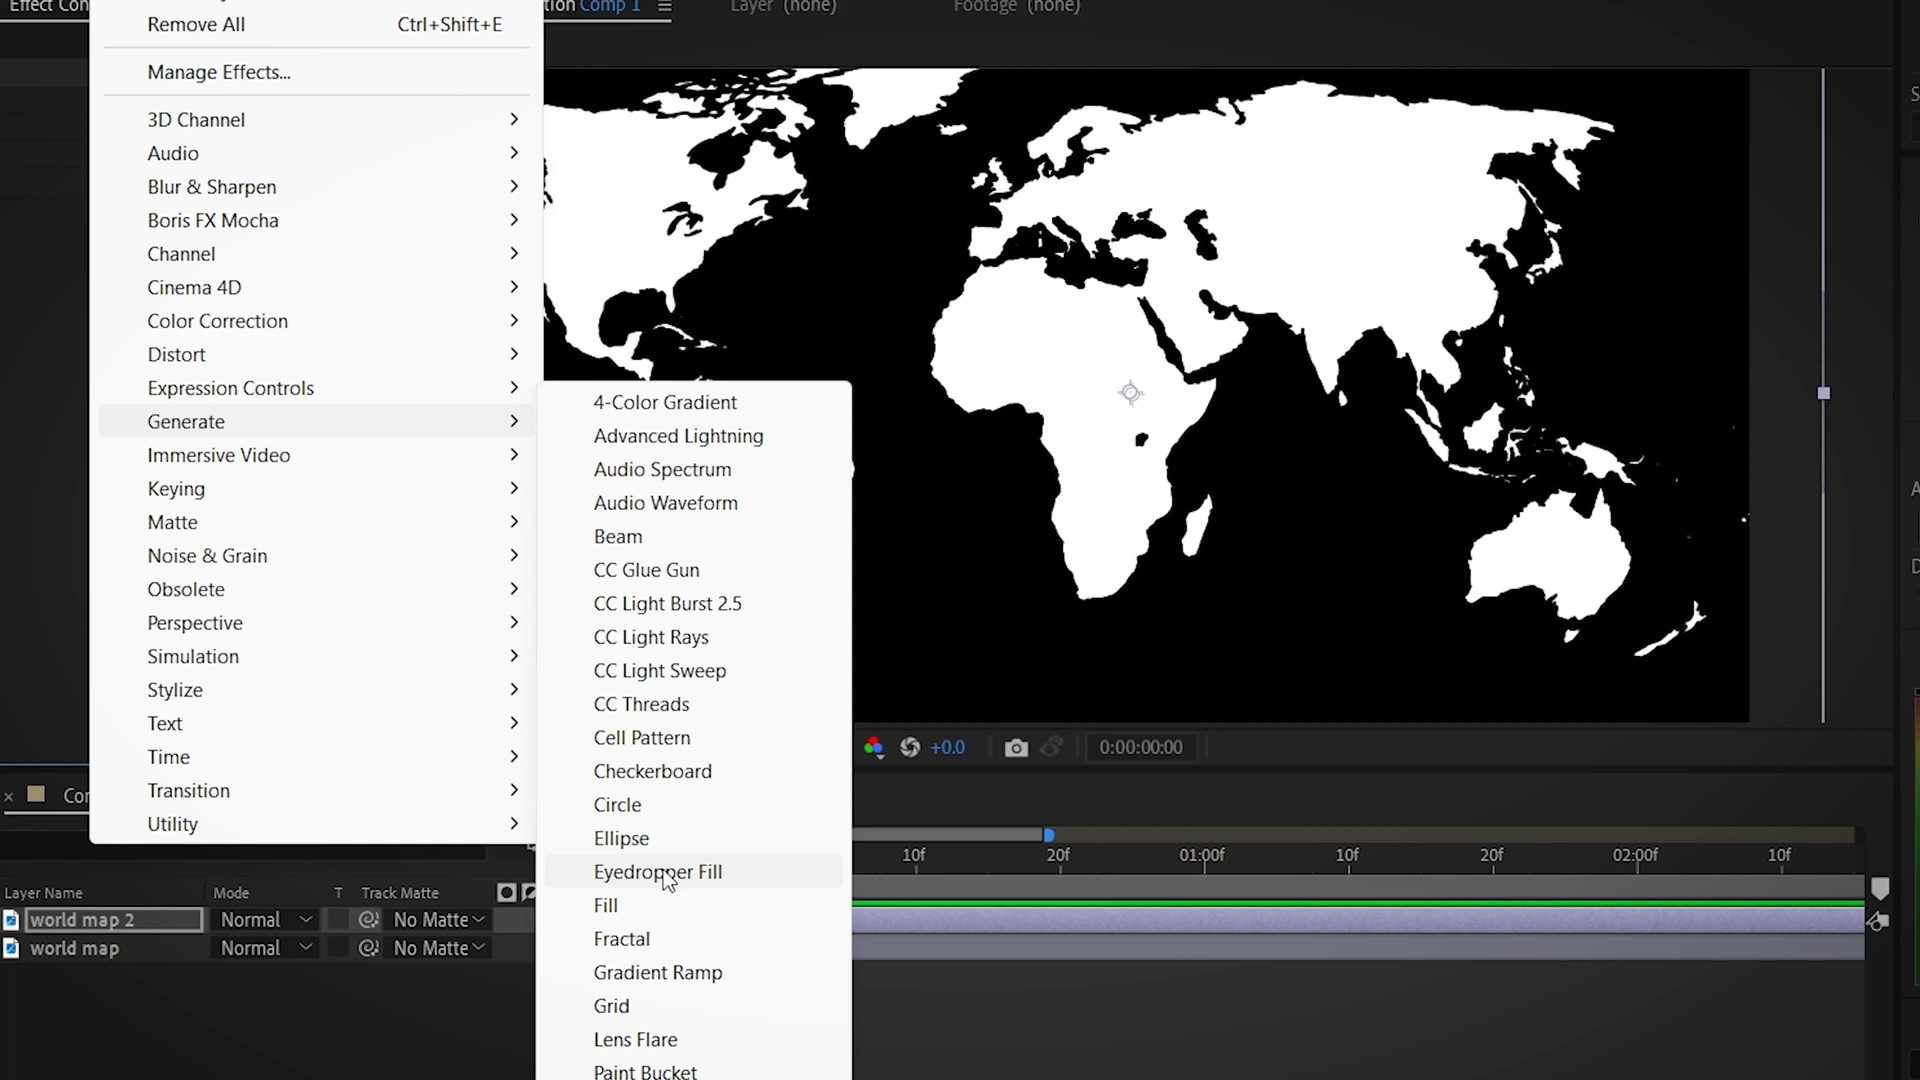 Effect Con
tion Comp 1
Layer (none)
Footage (none)
Remove All Ctrl+Shift+E
Manage Effects...
3D Channel
Audio
Blur & Sharpen
Boris FX Mocha
Channel
Cinema 4D
Color Correction
Distort
Expression Controls
Generate
Immersive Video
Keying
Matte
Noise & Grain
Obsolete
Perspective
Simulation
Stylize
Text
Time
Transition
Utility
4-Color Gradient
Advanced Lightning
Audio Spectrum
Audio Waveform
Beam
CC Glue Gun
CC Light Burst 2.5
CC Light Rays
CC Light Sweep
CC Threads
Cell Pattern
Checkerboard
Circle
Ellipse
Eyedropper Fill
Fill
Fractal
Gradient Ramp
Grid
Lens Flare
Paint Bucket
+0.0
0:00:00:00
Cor
10f 20f 01:00f 10f 20f 02:00f 10f
Layer Name Mode T Track Matte
world map 2 Normal No Matte
world map Normal No Matte